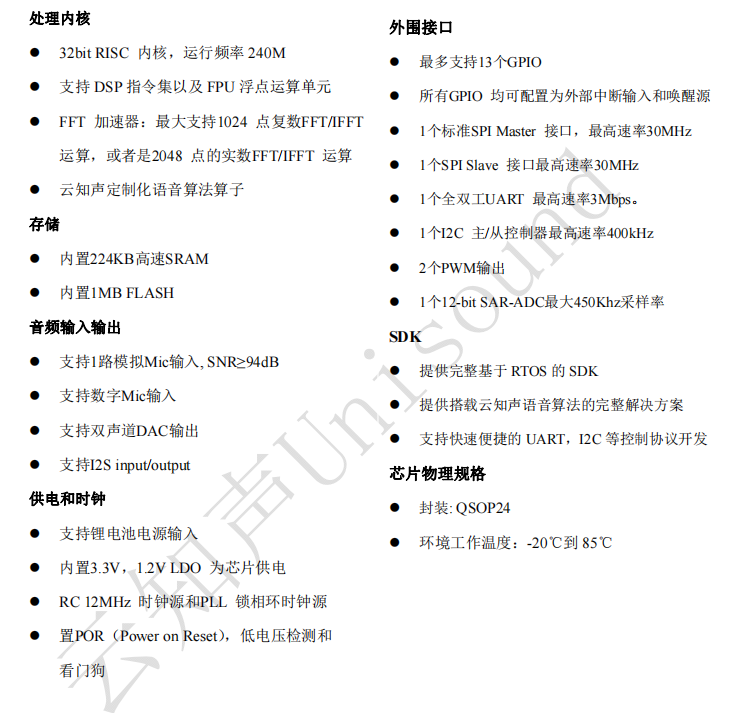 处理内核
● 32bit RISC 内核，运行频率 240M
● 支持 DSP 指令集以及 FPU 浮点运算单元
● FFT 加速器：最大支持1024 点复数FFT/IFFT
运算，或者是2048 点的实数FFT/IFFT 运算
● 云知声定制化语音算法算子
存储
● 内置224KB高速SRAM
● 内置1MB FLASH
音频输入输出
● 支持1路模拟Mic输入, SNR≥94dB
● 支持数字Mic输入
● 支持双声道DAC输出
● 支持I2S input/output
供电和时钟
● 支持锂电池电源输入
● 内置3.3V，1.2V LDO 为芯片供电
● RC 12MHz 时钟源和PLL 锁相环时钟源
● 置POR（Power on Reset），低电压检测和
看门狗
外围接口
● 最多支持13个GPIO
● 所有GPIO 均可配置为外部中断输入和唤醒源
● 1个标准SPI Master 接口，最高速率30MHz
● 1个SPI Slave 接口最高速率30MHz
● 1个全双工UART 最高速率3Mbps。
● 1个I2C 主/从控制器最高速率400kHz
● 2个PWM输出
● 1个12-bit SAR-ADC最大450Khz采样率
SDK
● 提供完整基于 RTOS 的 SDK
● 提供搭载云知声语音算法的完整解决方案
● 支持快速便捷的 UART，I2C 等控制协议开发
芯片物理规格
● 封装: QSOP24
● 环境工作温度：-20℃到 85℃
云知声Unisound